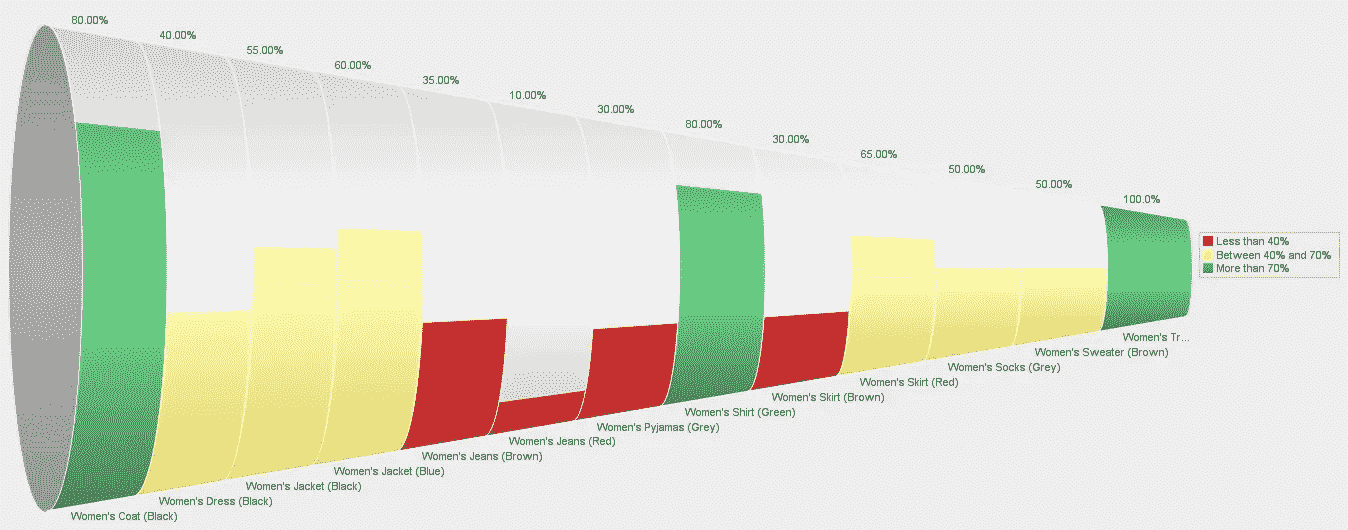 80.00%
40.00%
55.00%
60.00%
35.00%
10.00%
30.00%
80.00%
30.00%
65.00%
50.00%
50.00%
100.0%
Less than 40%
Between 40% and 70%
More than 70%
Women's Coat (Black)
Women's Dress (Black)
Women's Jacket (Black)
Women's Jacket (Blue)
Women's Jeans (Brown)
Women's Jeans (Red)
Women's Pyjamas (Grey)
Women's Shirt (Green)
Women's Skirt (Brown)
Women's Skirt (Red)
Women's Socks (Grey)
Women's Sweater (Brown)
Women's Tr...